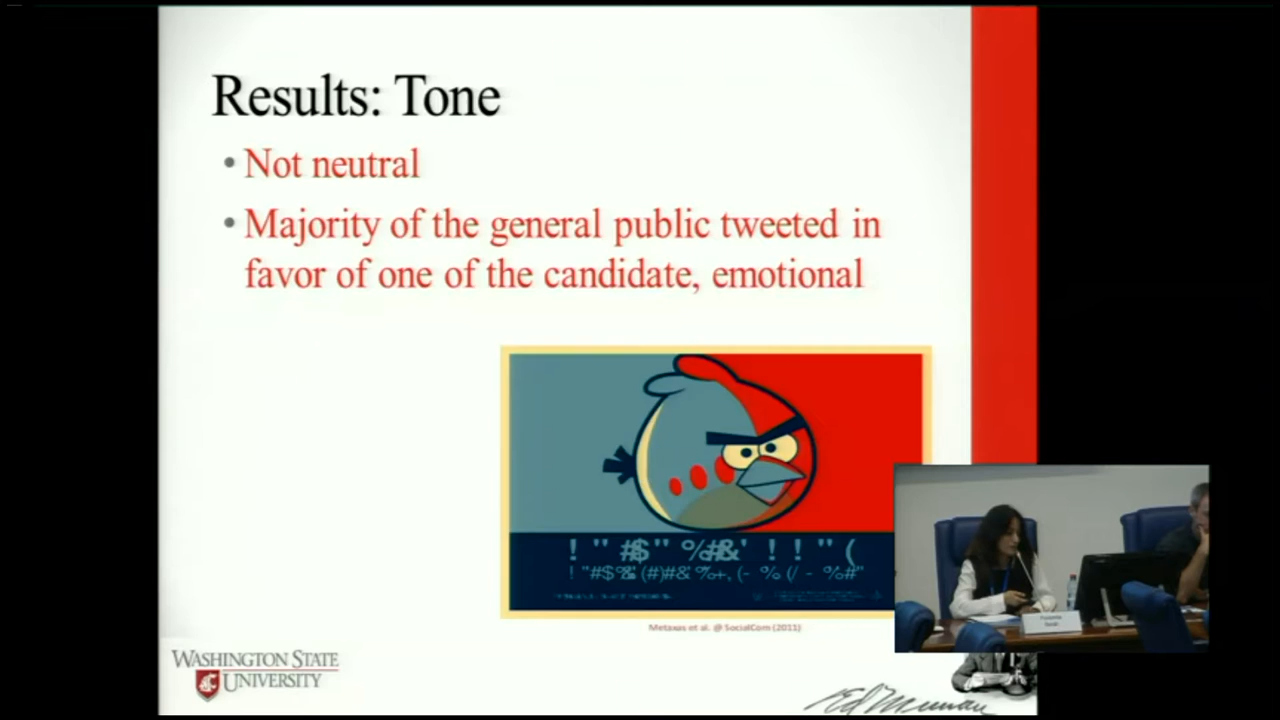 Results: Tone
• Not neutral
• Majority of the general public tweeted in
favor of one of the candidate, emotional
! " #$" %#&' ! ! " (
Metaxas et al. @ SocialCom (2011)
WASHINGTON STATE
UNIVERSITY